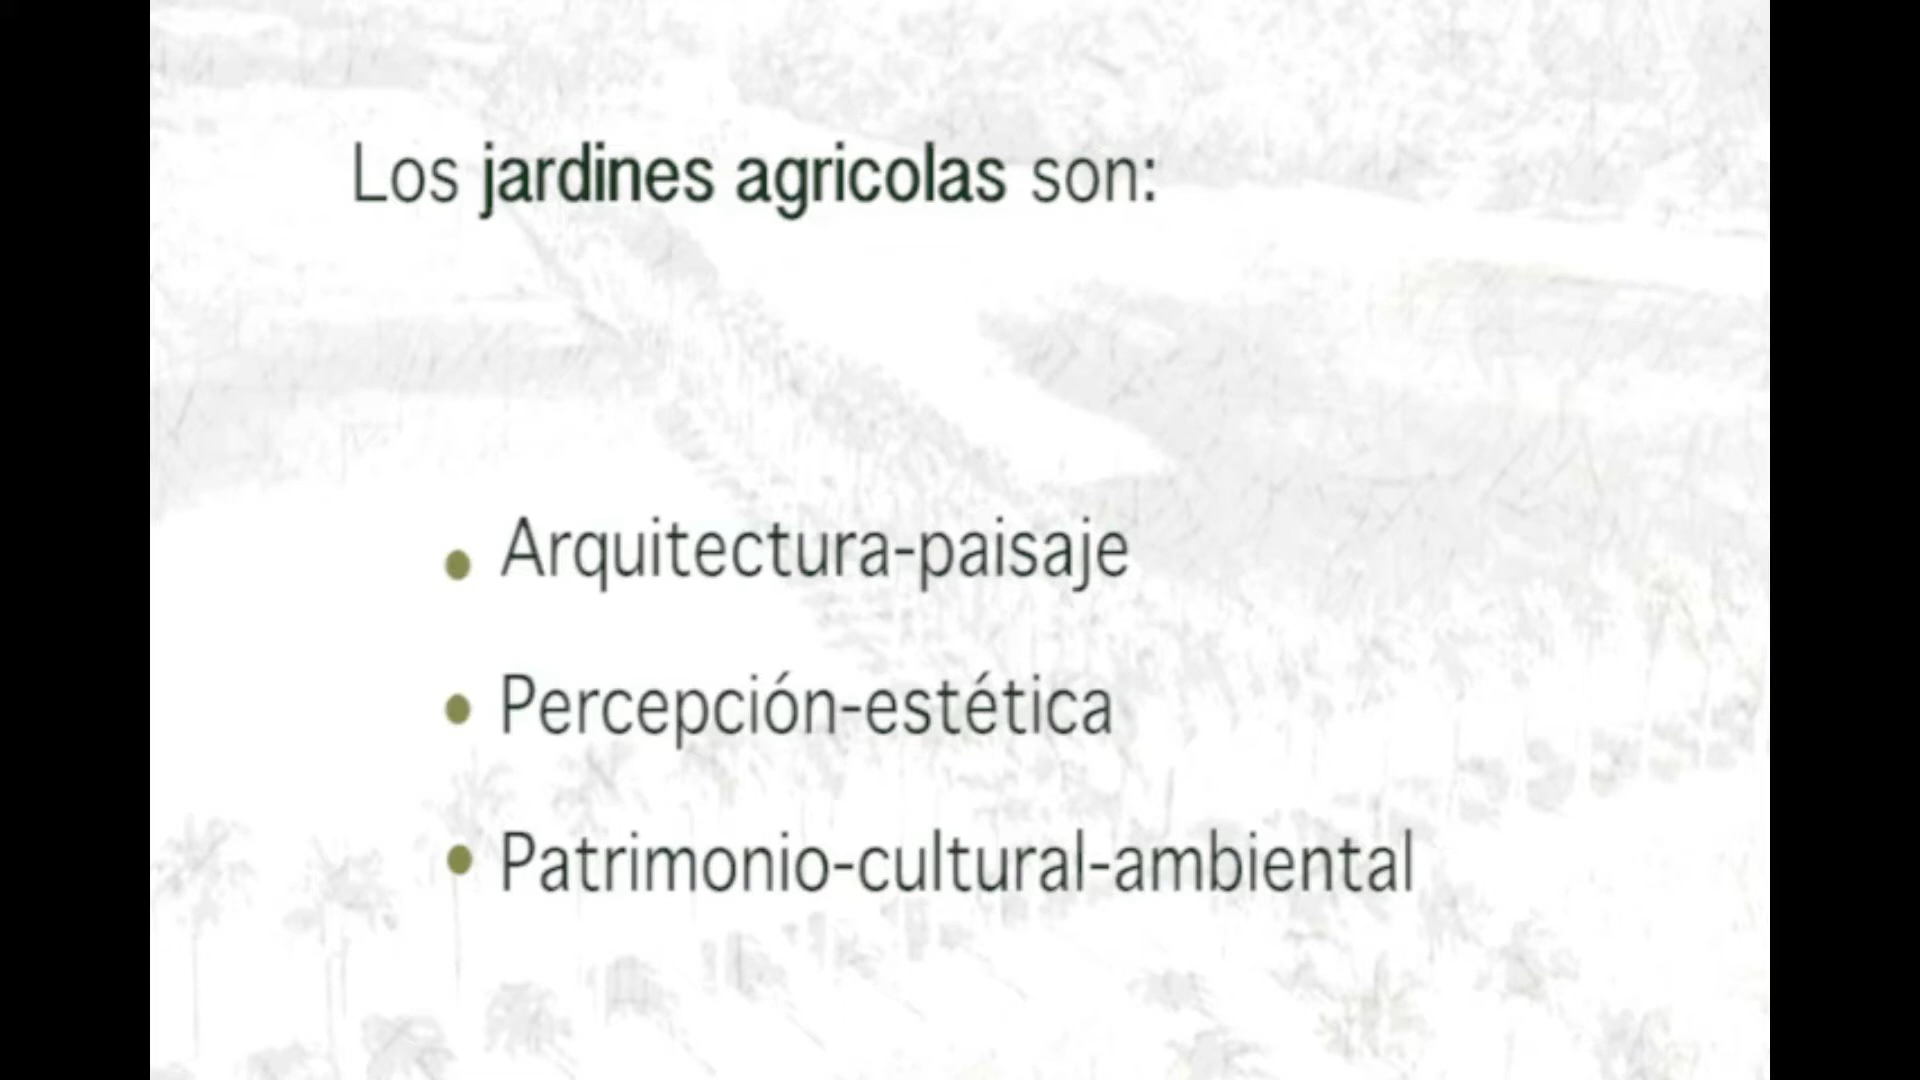 Los jardines agricolas son:
• Arquitectura-paisaje
• Percepción-estética
• Patrimonio-cultural-ambiental